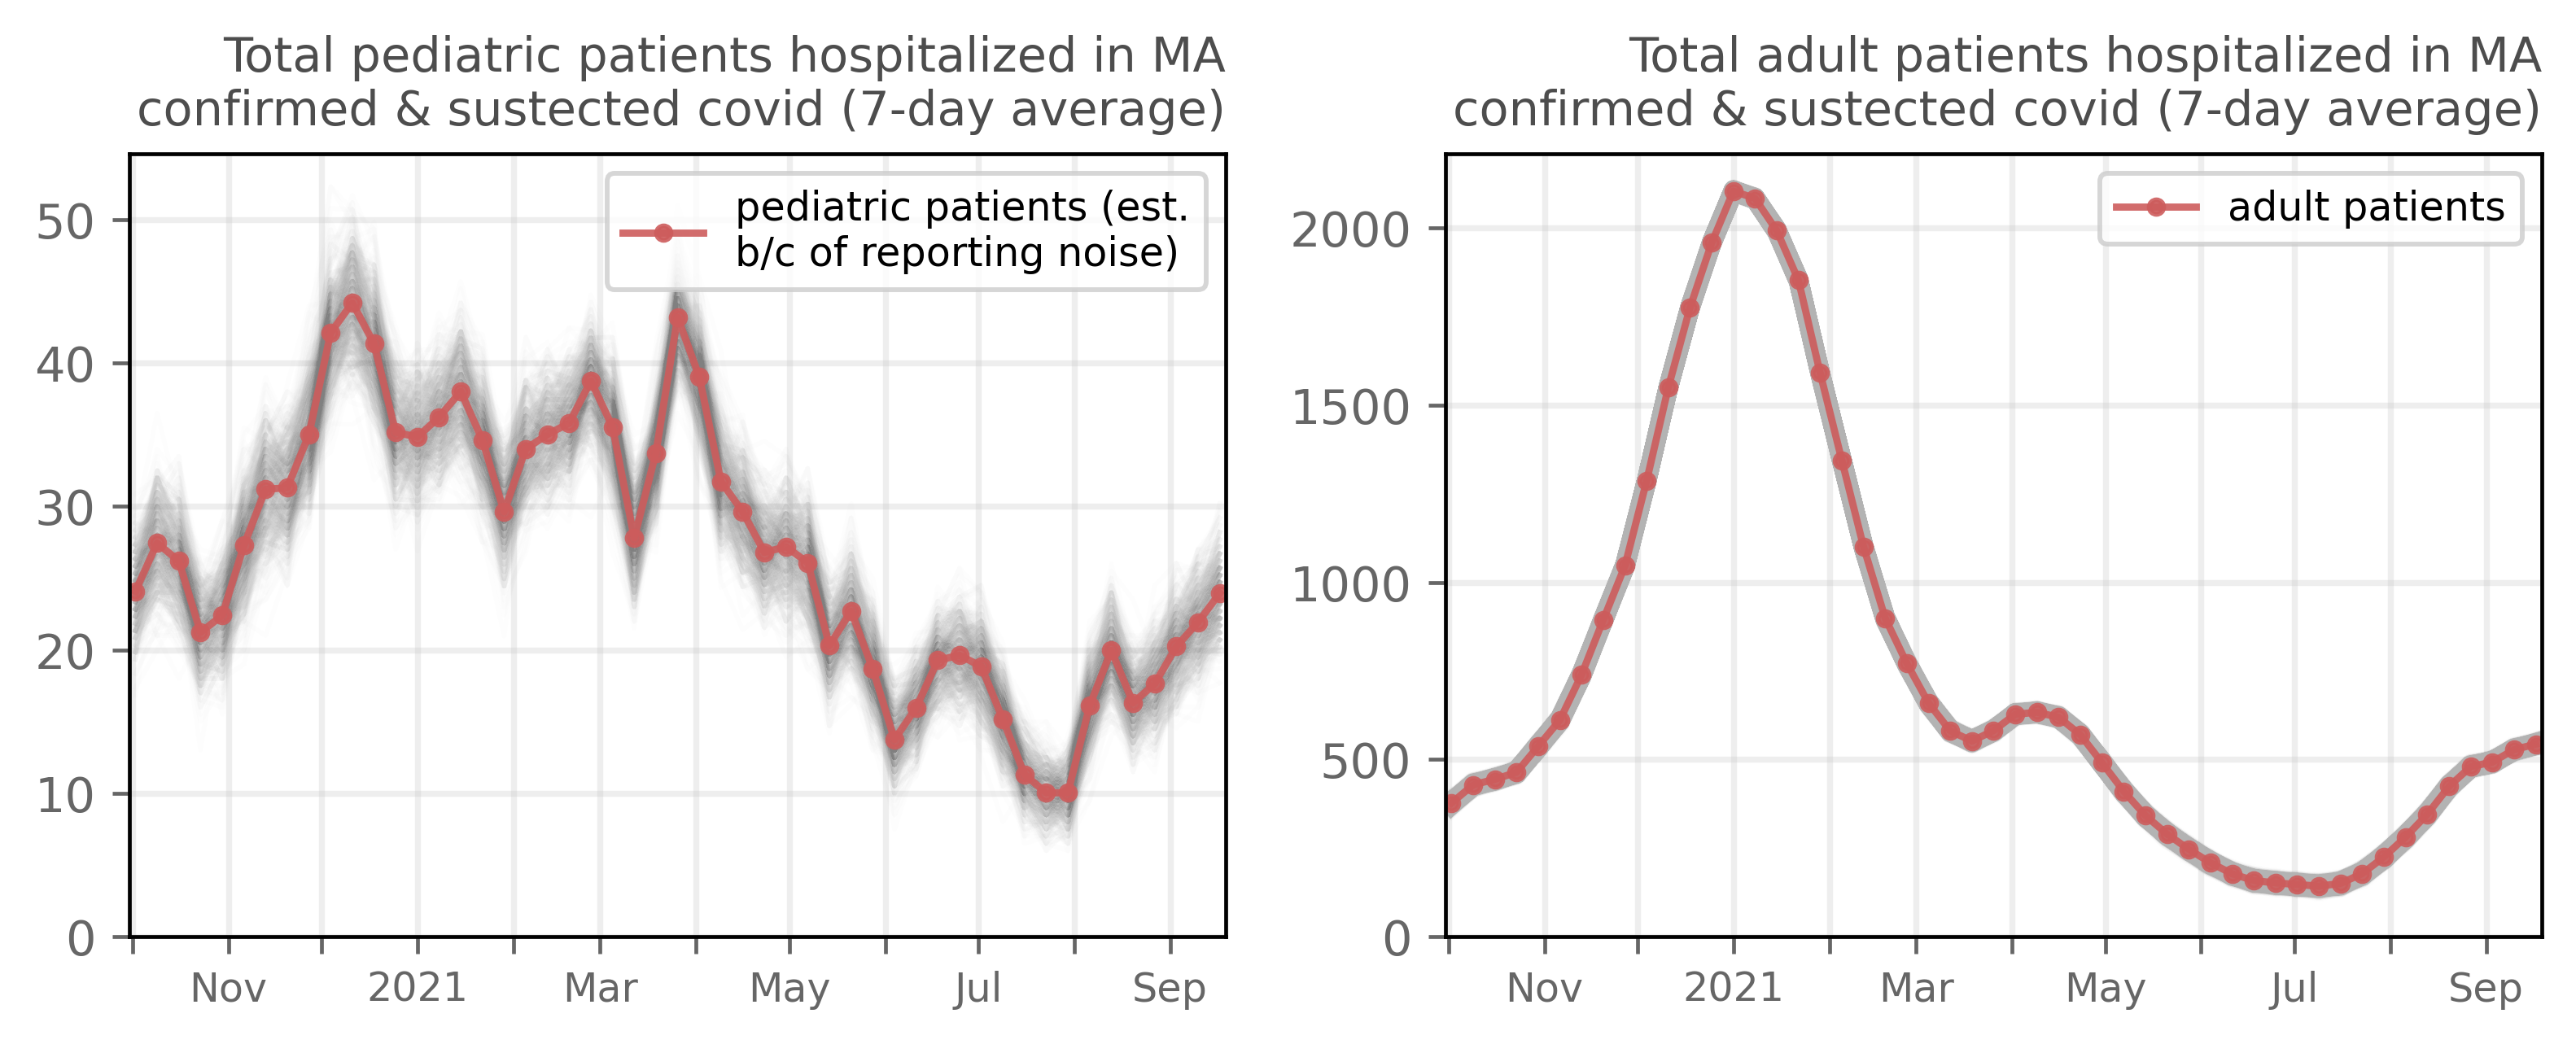 Total pediatric patients hospitalized in MA
confirmed & sustected covid (7-day average)
pediatric patients (est.
b/c of reporting noise)
50
40
30
20
10
0
Nov 2021 Mar May Jul Sep
Total adult patients hospitalized in MA
confirmed & sustected covid (7-day average)
adult patients
2000
1500
1000
500
0
Nov 2021 Mar May Jul Sep